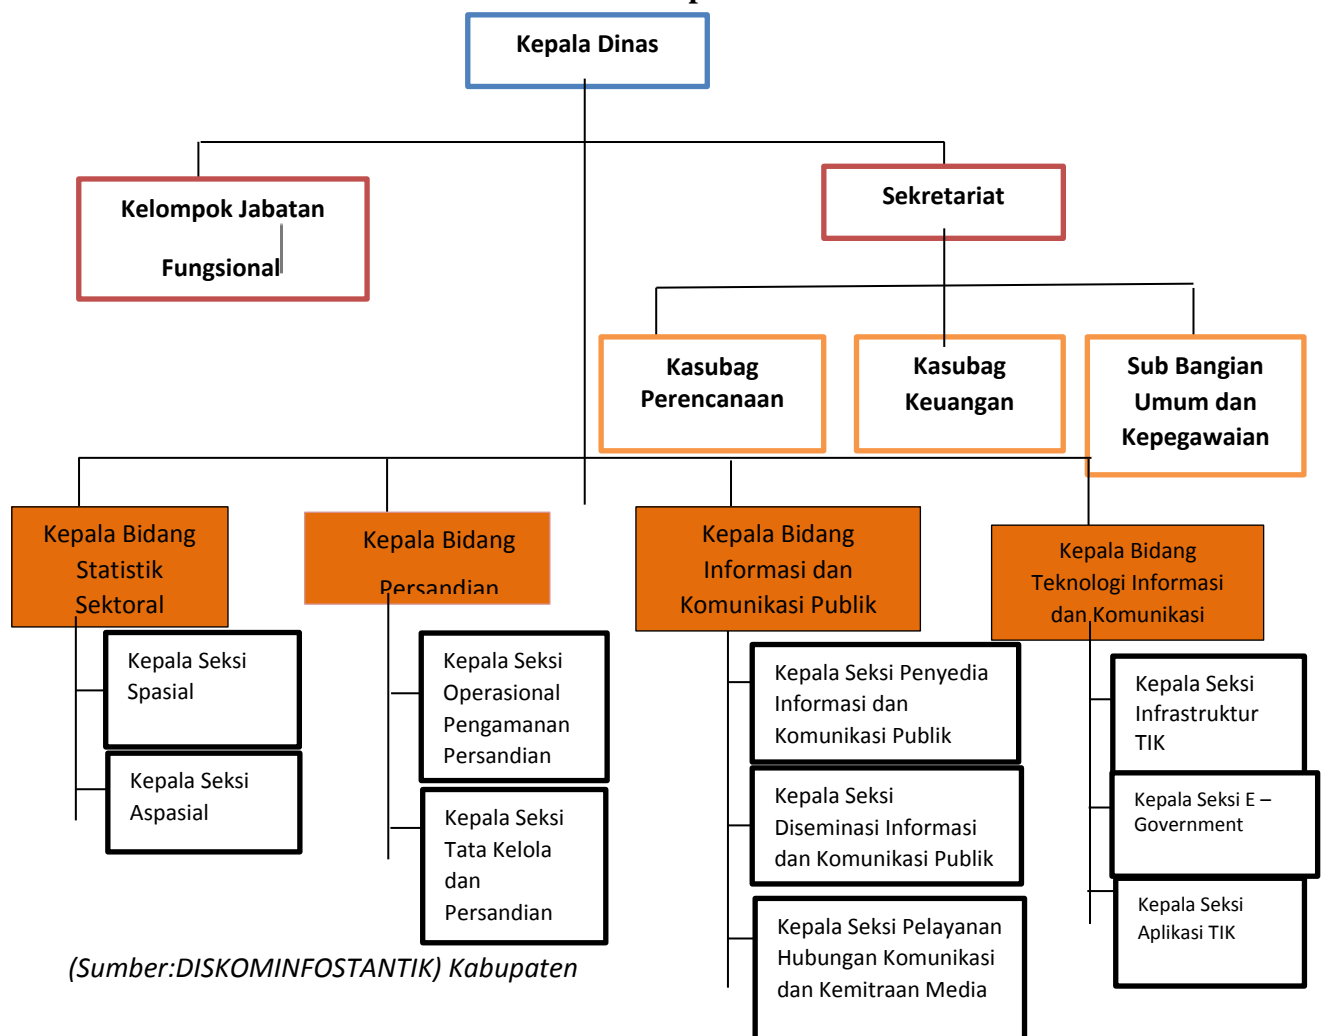 Kepala Dinas
Kelompok Jabatan
Fungsional
Sekretariat
Kasubag
Perencanaan
Kasubag
Keuangan
Sub Bangian
Umum dan
Kepegawaian
Kepala Bidang
Statistik
Sektoral
Kepala Bidang
Persandian
Kepala Bidang
Informasi dan
Komunikasi Publik
Kepala Bidang
Teknologi Informasi
dan Komunikasi
Kepala Seksi
Spasial
Kepala Seksi
Aspasial
Kepala Seksi
Operasional
Pengamanan
Persandian
Kepala Seksi
Tata Kelola
dan
Persandian
Kepala Seksi Penyedia
Informasi dan
Komunikasi Publik
Kepala Seksi
Diseminasi Informasi
dan Komunikasi Publik
Kepala Seksi Pelayanan
Hubungan Komunikasi
dan Kemitraan Media
Kepala Seksi
Infrastruktur
TIK
Kepala Seksi E –
Government
Kepala Seksi
Aplikasi TIK
(Sumber:DISKOMINFOSTANTIK) Kabupaten